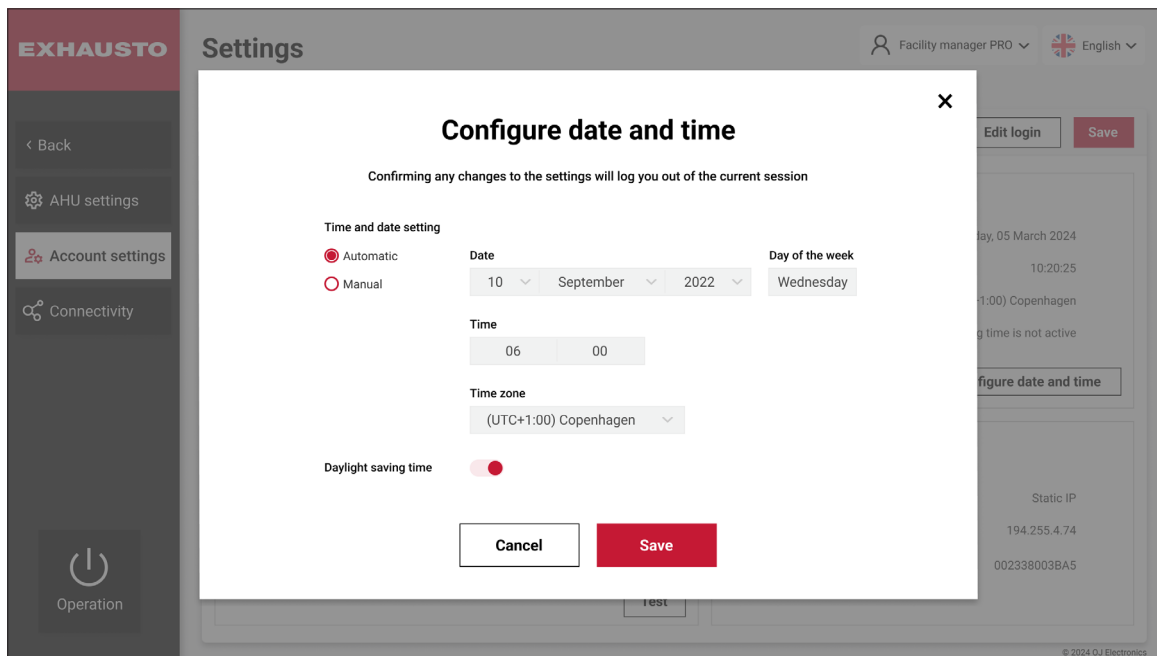 EXHAUSTO
Settings
Facility manager PRO
English
Configure date and time
Edit login
Save
< Back
Confirming any changes to the settings will log you out of the current session
AHU settings
Time and date setting
Automatic
Manual
Date
Day of the week
10 September 2022
Wednesday
05 March 2024
Account settings
10:20:25
Connectivity
Time
1:00) Copenhagen
time is not active
06 00
figure date and time
Time zone
(UTC+1:00) Copenhagen
Daylight saving time
Static IP
Cancel
Save
194.255.4.74
002338003BA5
Operation
© 2024 OJ Electronics